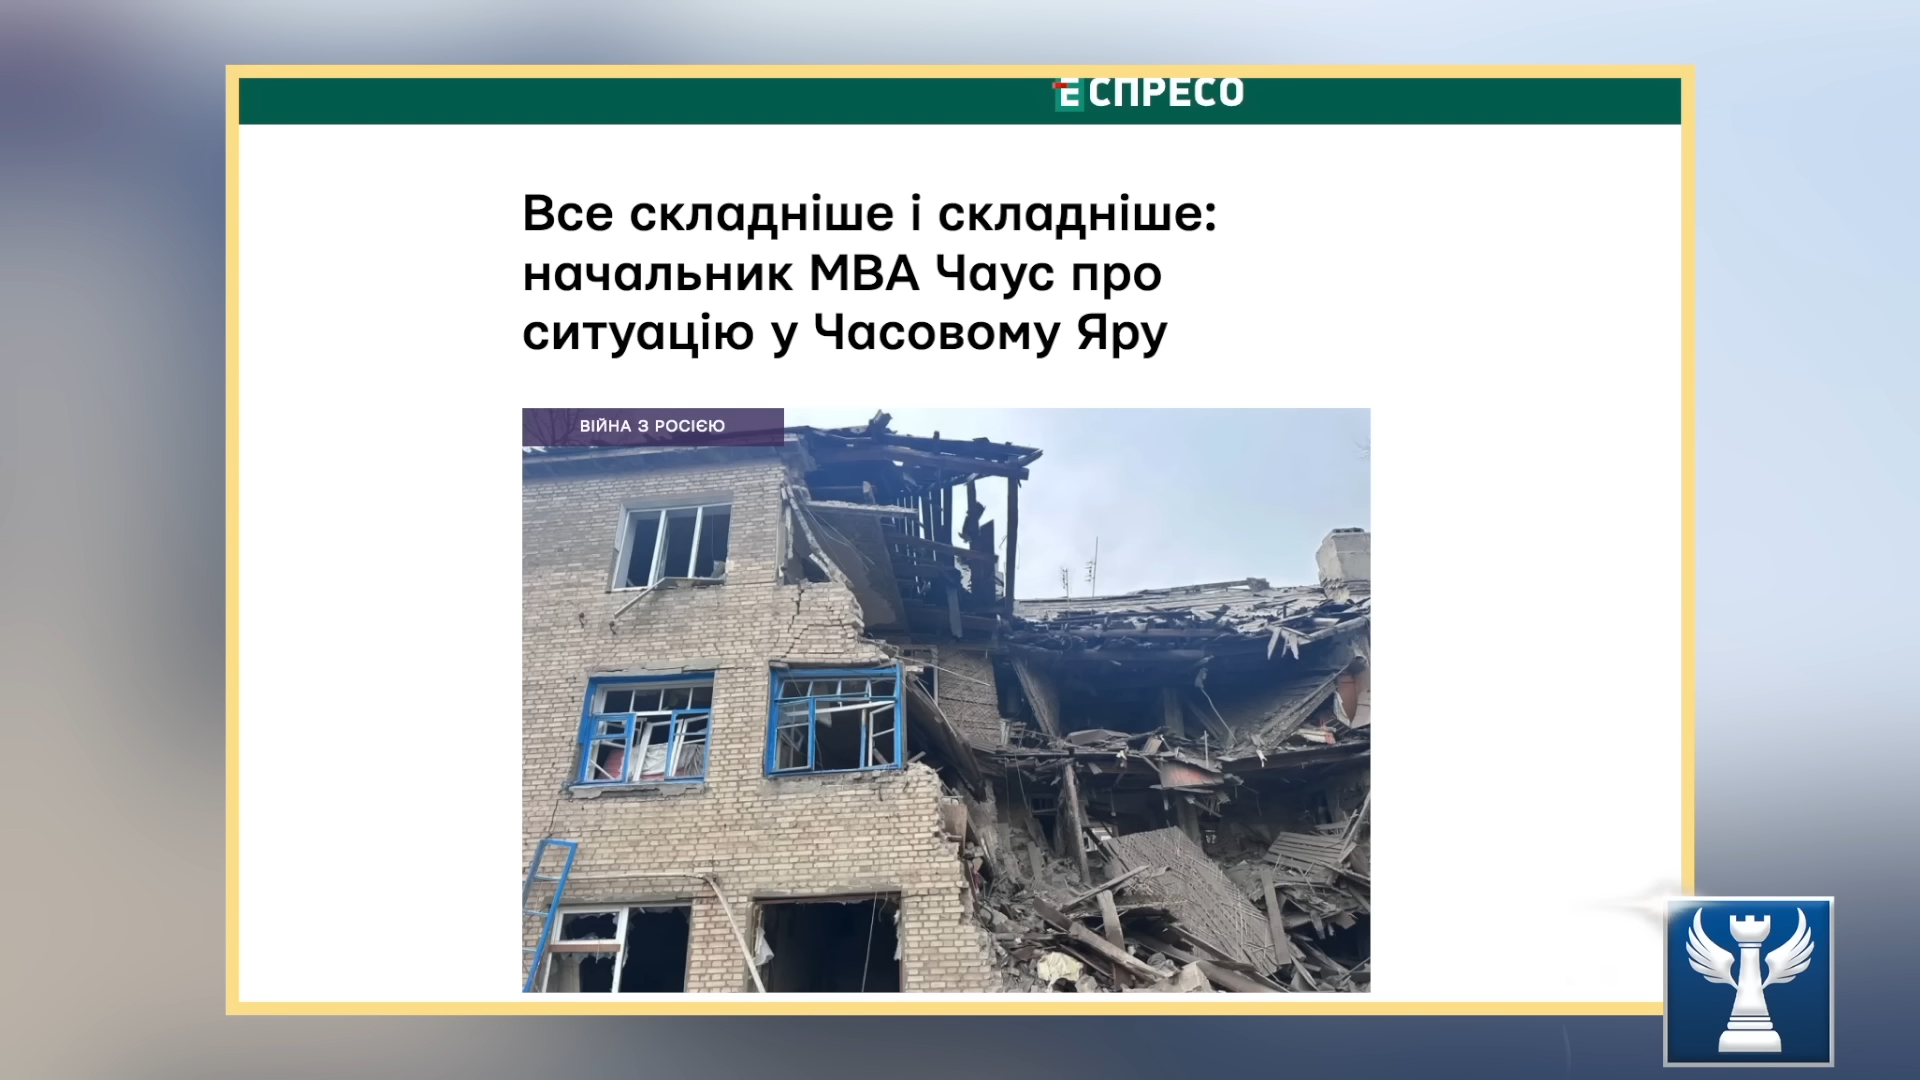 ЕСПРЕСО
Все складніше і складніше:
начальник МВА Чаус про
ситуацію у Часовому Яру
ВІЙНА З РОСІЄЮ